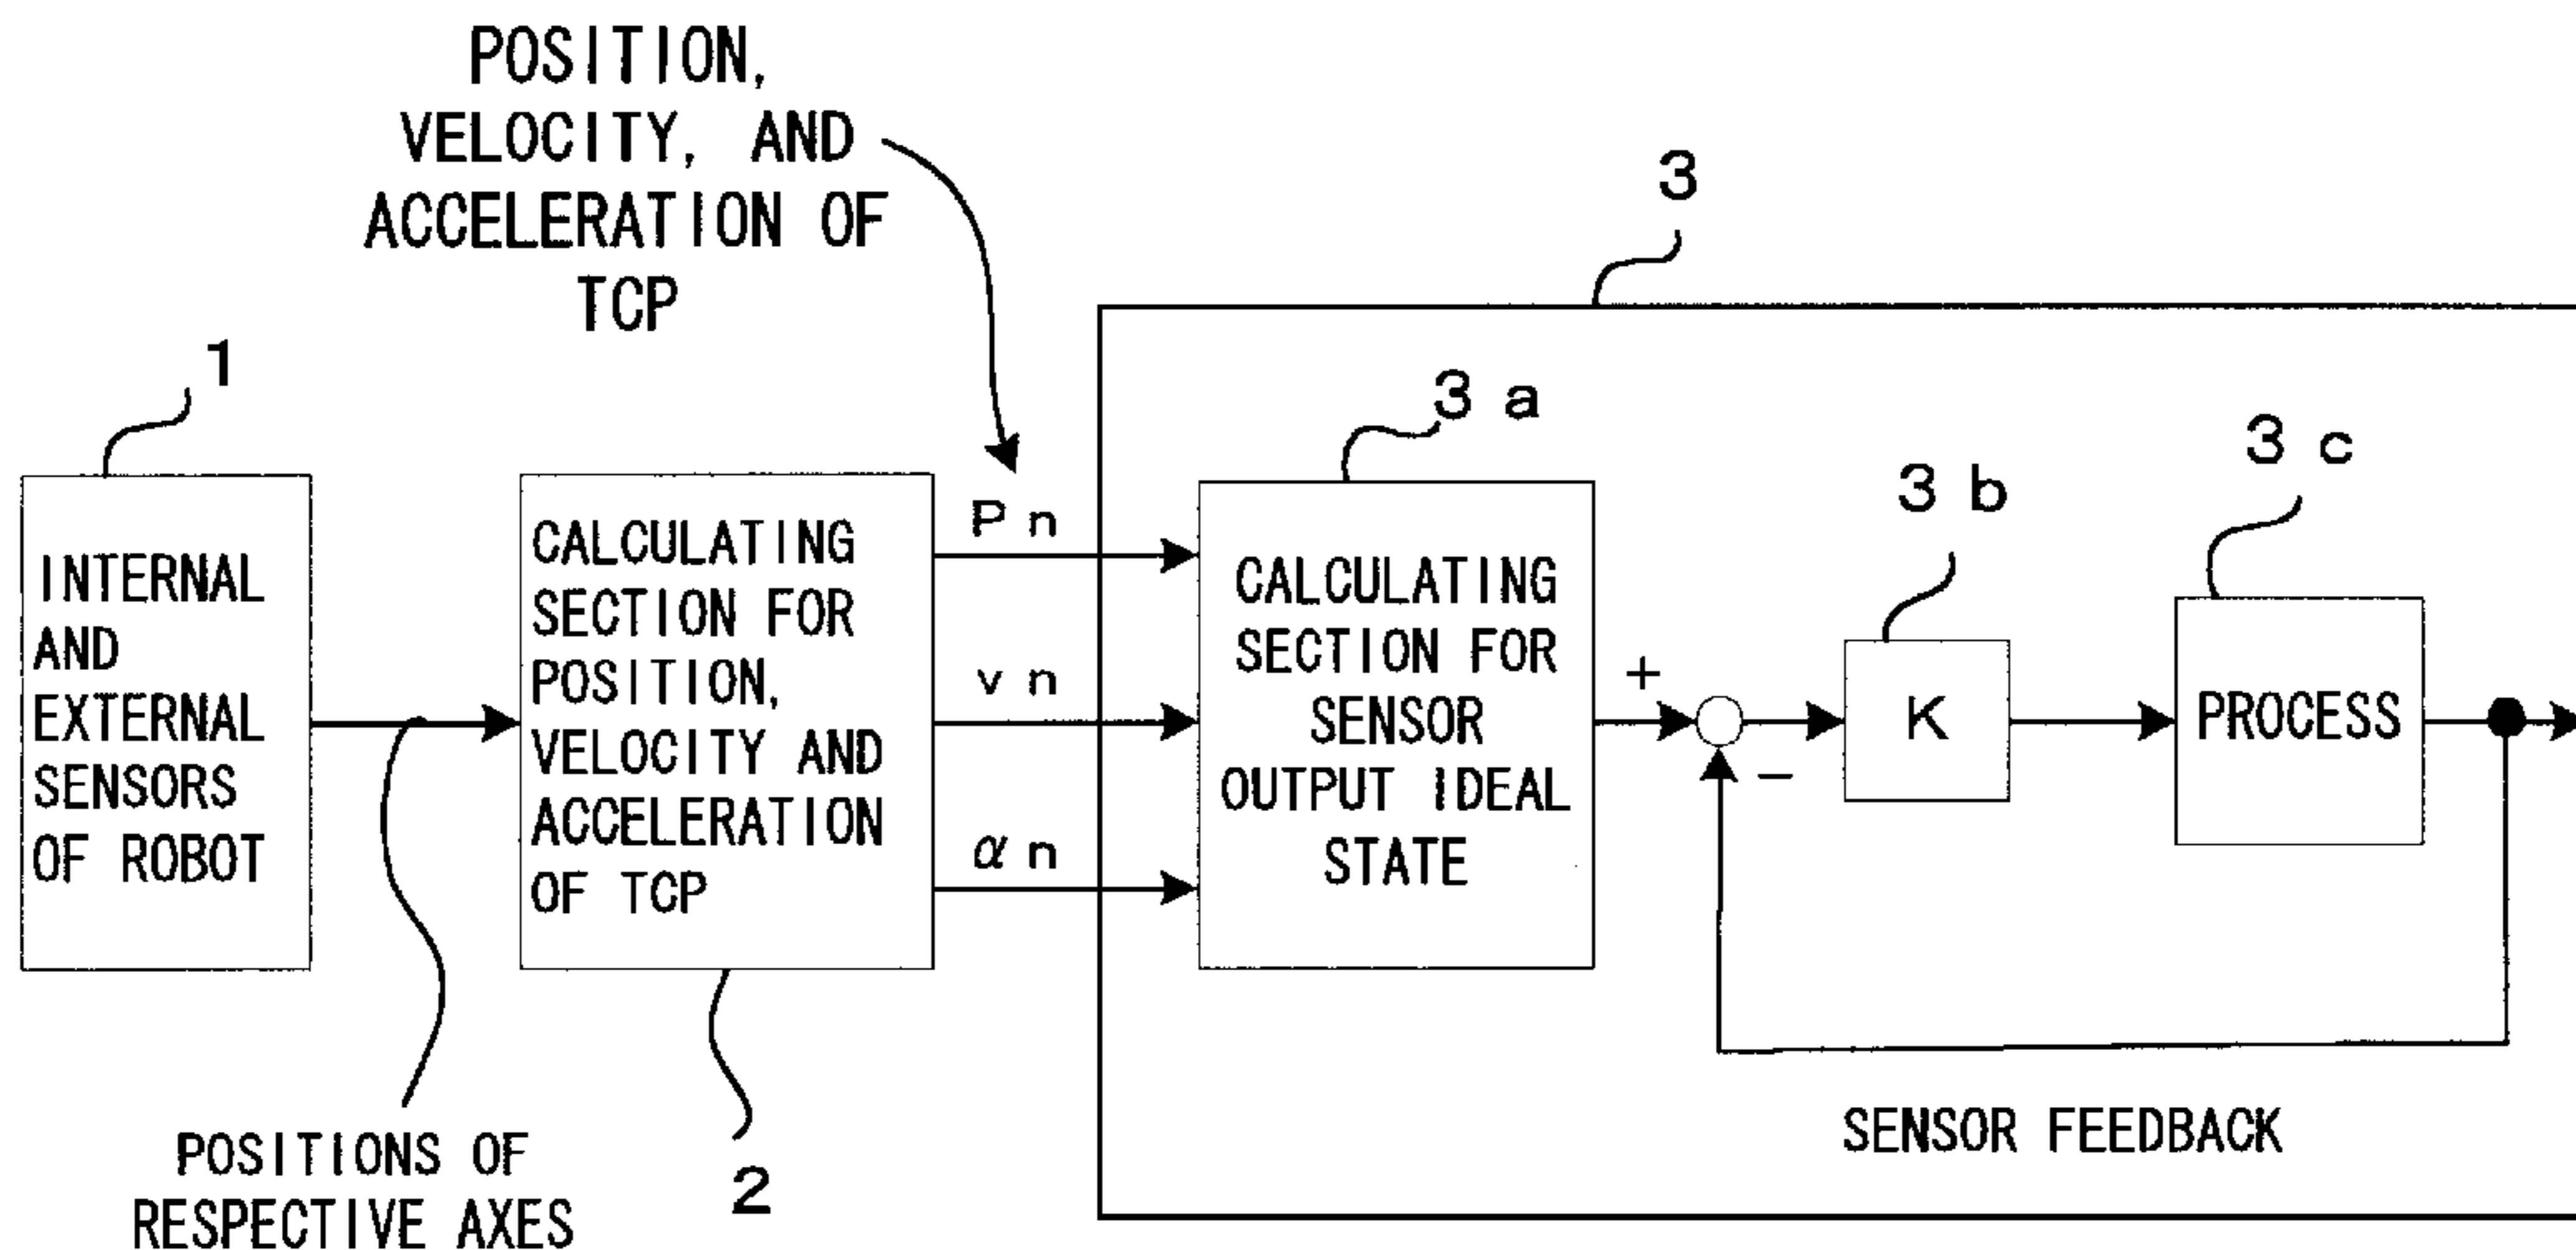 POSITION,
VELOCITY, AND
ACCELERATION OF
TCP
3
1
3 a
3 c
3 b
P n
INTERNAL
AND
EXTERNAL
SENSORS
OF ROBOT
CALCULATING
SECTION FOR
POSITION,
VELOCITY AND
ACCELERATION
OF TCP
v n
α n
CALCULATING
SECTION FOR
SENSOR
OUTPUT IDEAL
STATE
+
−
K
PROCESS
SENSOR FEEDBACK
POSITIONS OF
RESPECTIVE AXES
2